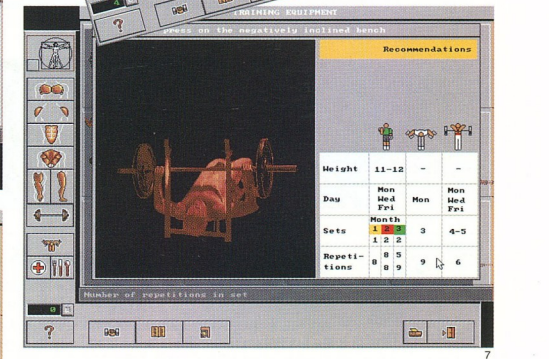 4
?
TRAINING EQUIPMENT
press on the negatively inclined bench
Recommendations
Weight 11-12 - -
Day Mon Wed Fri Mon Mon Wed Fri
Month
Sets 1 2 3 3 4-5
1 2 2
Repeti-tions 8 8 5 9 6
8 9
Number of repetitions in set
0
?
7